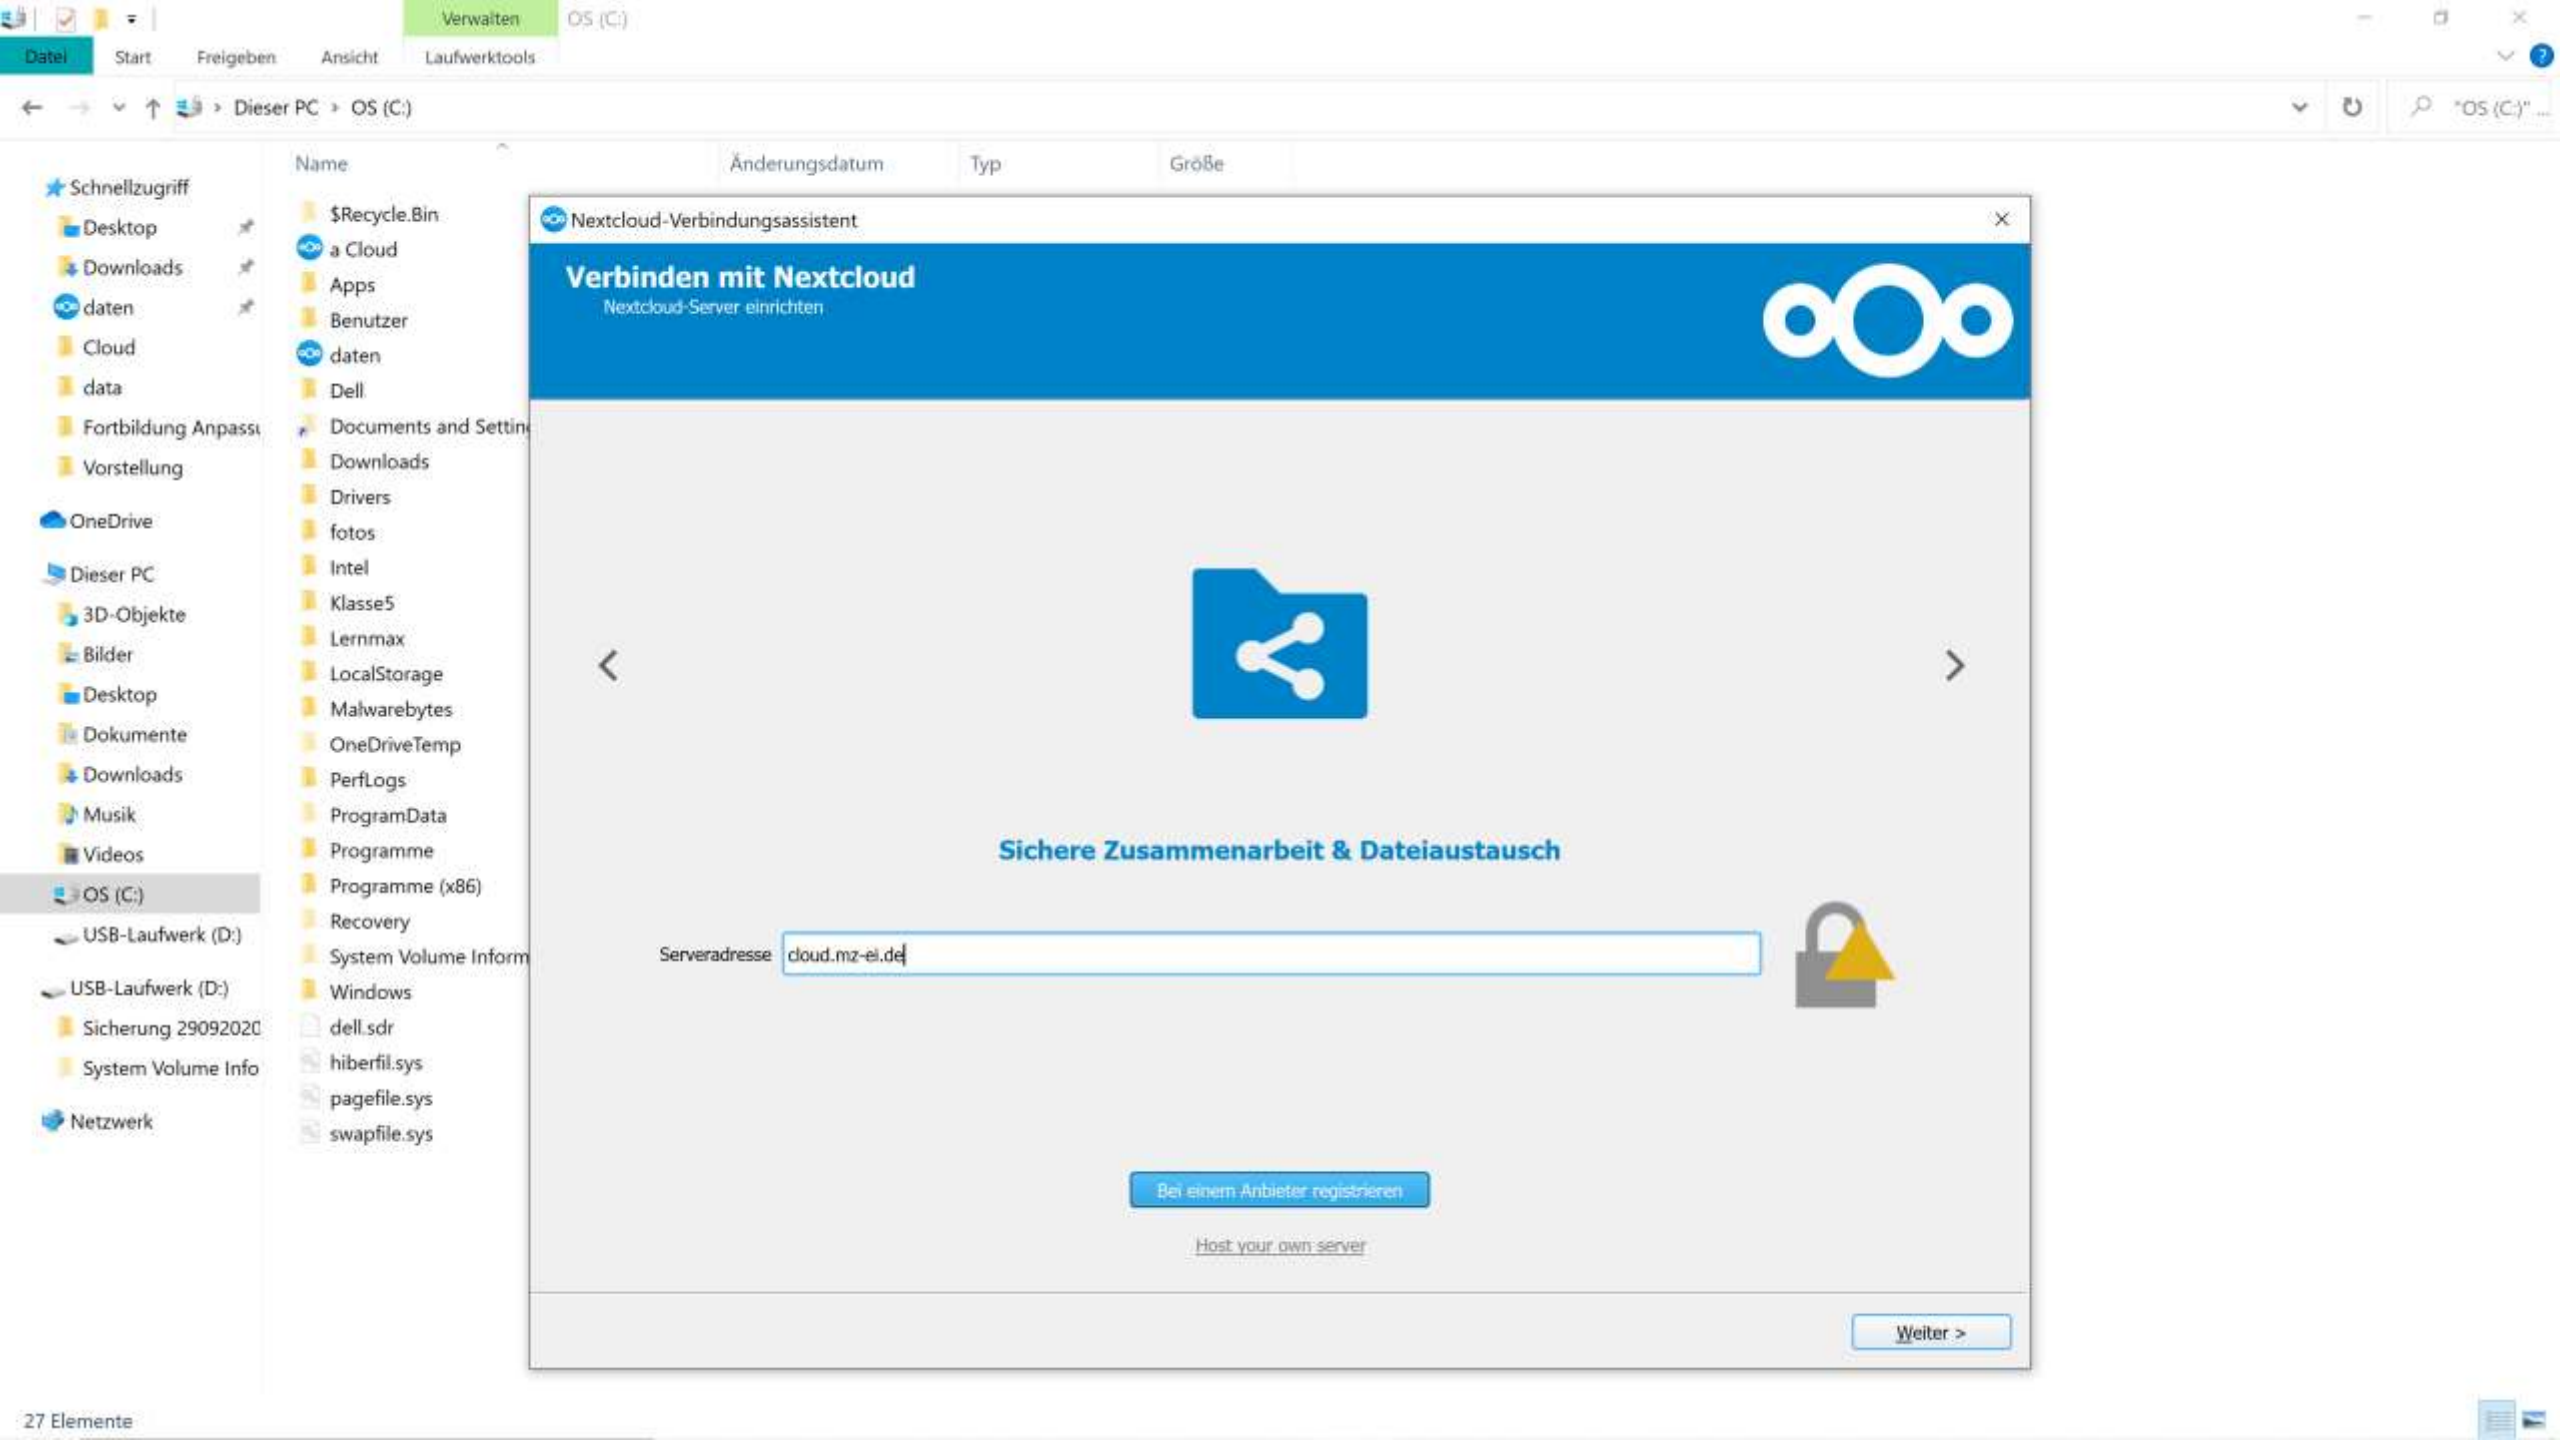 Verwalten
OS (C:)
Datei
Start
Freigeben
Ansicht
Laufwerktools
Dieser PC
OS (C:)
"OS (C:)" ...
Name
Änderungsdatum
Typ
Größe
Schnellzugriff
Desktop
Downloads
daten
Cloud
data
Fortbildung Anpassu
Vorstellung
OneDrive
Dieser PC
3D-Objekte
Bilder
Desktop
Dokumente
Downloads
Musik
Videos
OS (C:)
USB-Laufwerk (D:)
USB-Laufwerk (D:)
Sicherung 29092020
System Volume Info
Netzwerk
$Recycle.Bin
a Cloud
Apps
Benutzer
daten
Dell
Documents and Settin
Downloads
Drivers
fotos
Intel
Klasse5
Lernmax
LocalStorage
Malwarebytes
OneDriveTemp
PerfLogs
ProgramData
Programme
Programme (x86)
Recovery
System Volume Inform
Windows
dell.sdr
hiberfil.sys
pagefile.sys
swapfile.sys
Nextcloud-Verbindungsassistent
Verbinden mit Nextcloud
Nextcloud-Server einrichten
Sichere Zusammenarbeit & Dateiaustausch
Serveradresse
cloud.mz-ei.de
Bei einem Anbieter registrieren
Host your own server
Weiter >
27 Elemente